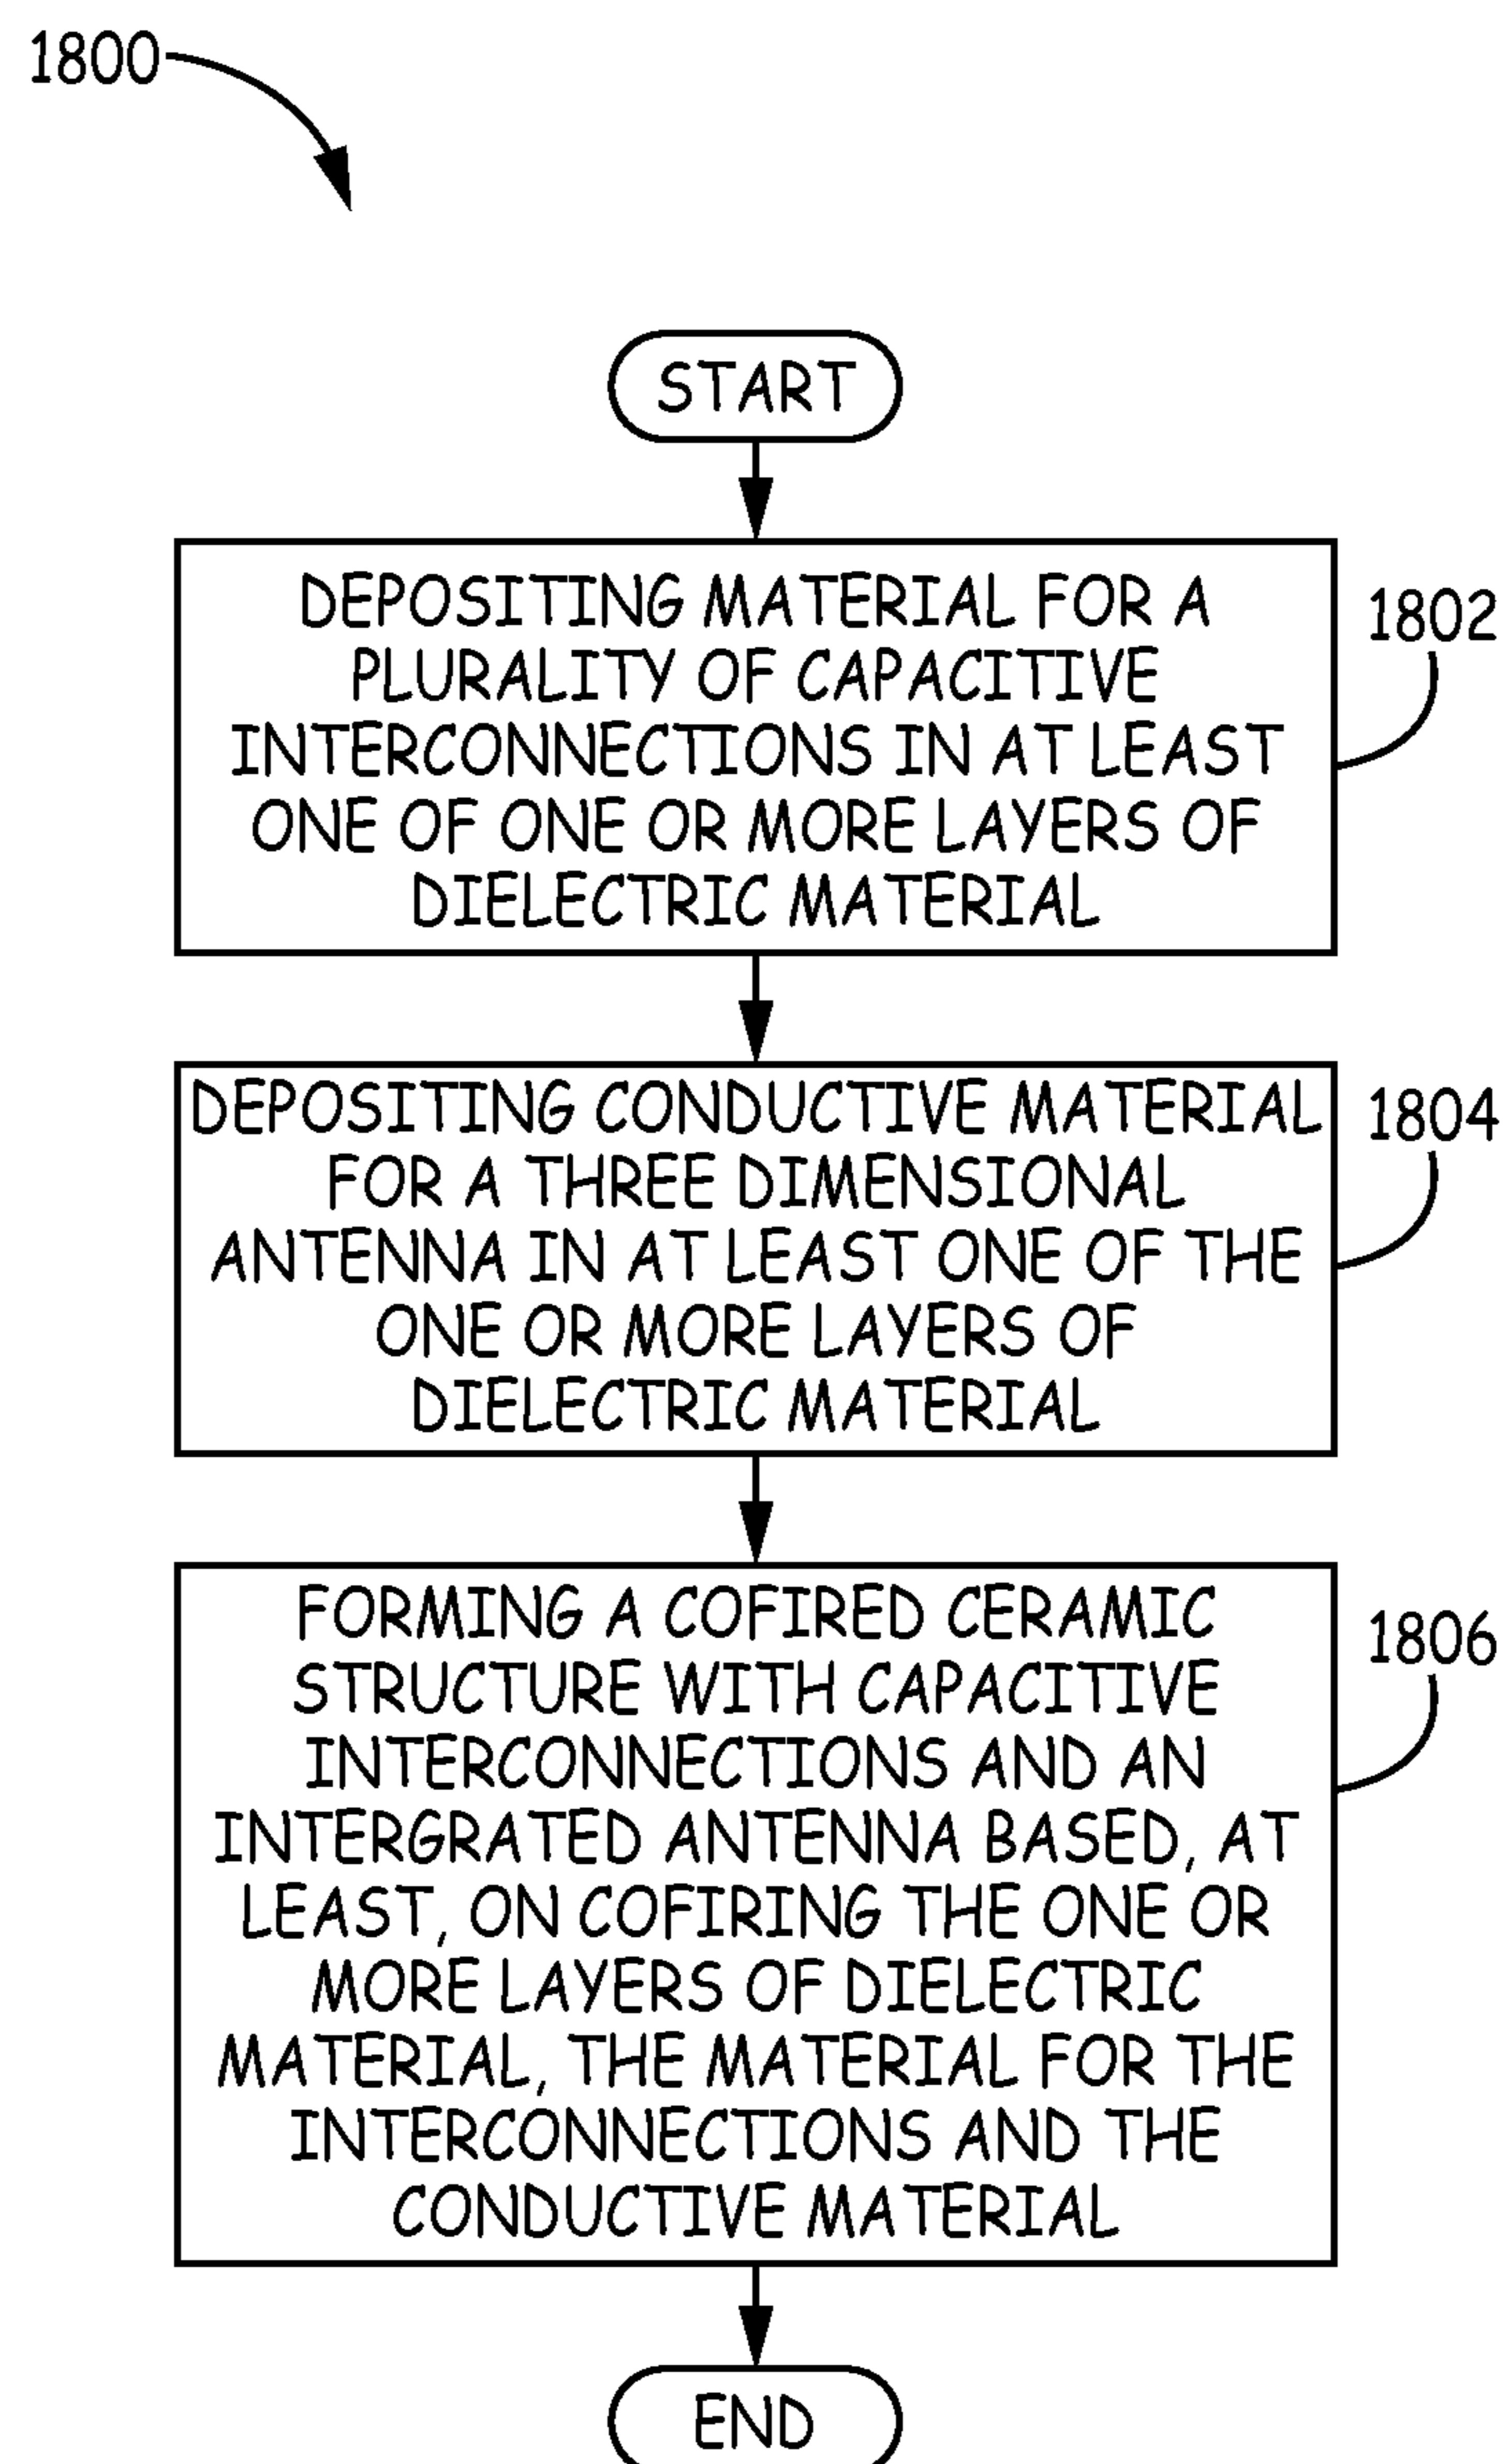 1800
START
DEPOSITING MATERIAL FOR A
PLURALITY OF CAPACITIVE
INTERCONNECTIONS IN AT LEAST
ONE OF ONE OR MORE LAYERS OF
DIELECTRIC MATERIAL
1802
DEPOSITING CONDUCTIVE MATERIAL
FOR A THREE DIMENSIONAL
ANTENNA IN AT LEAST ONE OF THE
ONE OR MORE LAYERS OF
DIELECTRIC MATERIAL
1804
FORMING A COFIRED CERAMIC
STRUCTURE WITH CAPACITIVE
INTERCONNECTIONS AND AN
INTERGRATED ANTENNA BASED, AT
LEAST, ON COFIRING THE ONE OR
MORE LAYERS OF DIELECTRIC
MATERIAL, THE MATERIAL FOR THE
INTERCONNECTIONS AND THE
CONDUCTIVE MATERIAL
1806
END